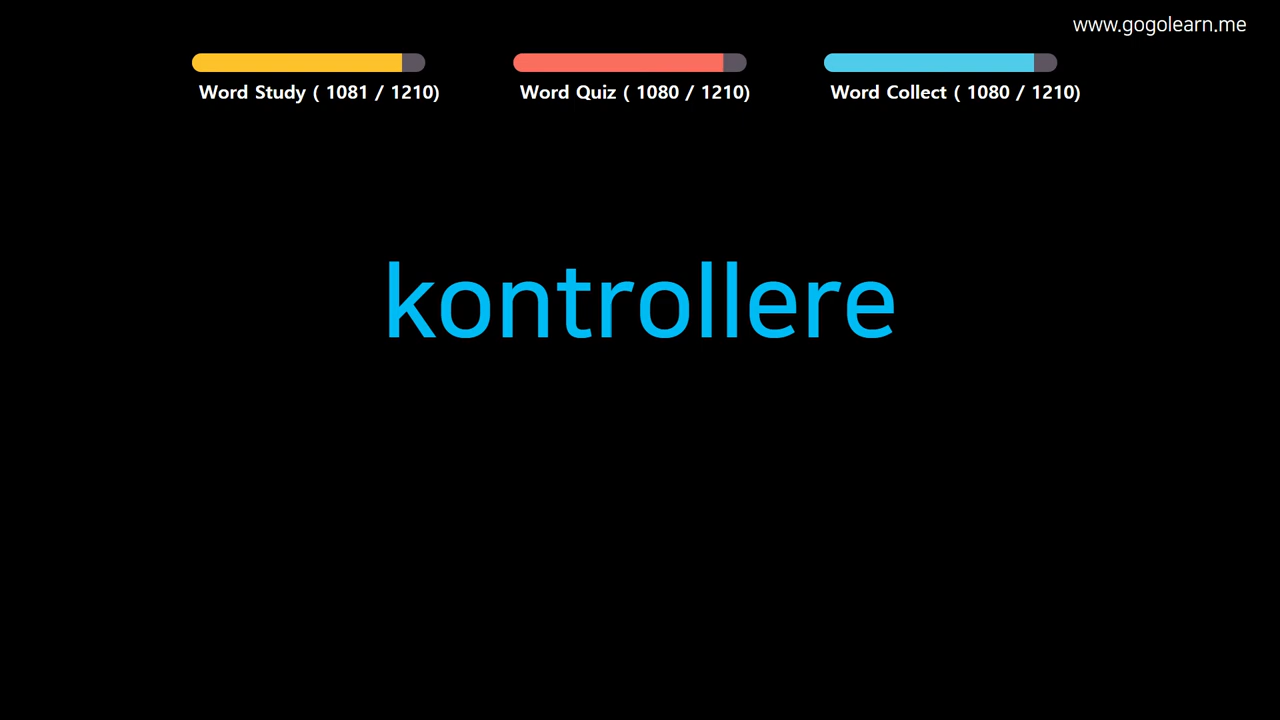 www.gogolearn.me
Word Study ( 1081 / 1210)
Word Quiz ( 1080 / 1210)
Word Collect ( 1080 / 1210)
kontrollere